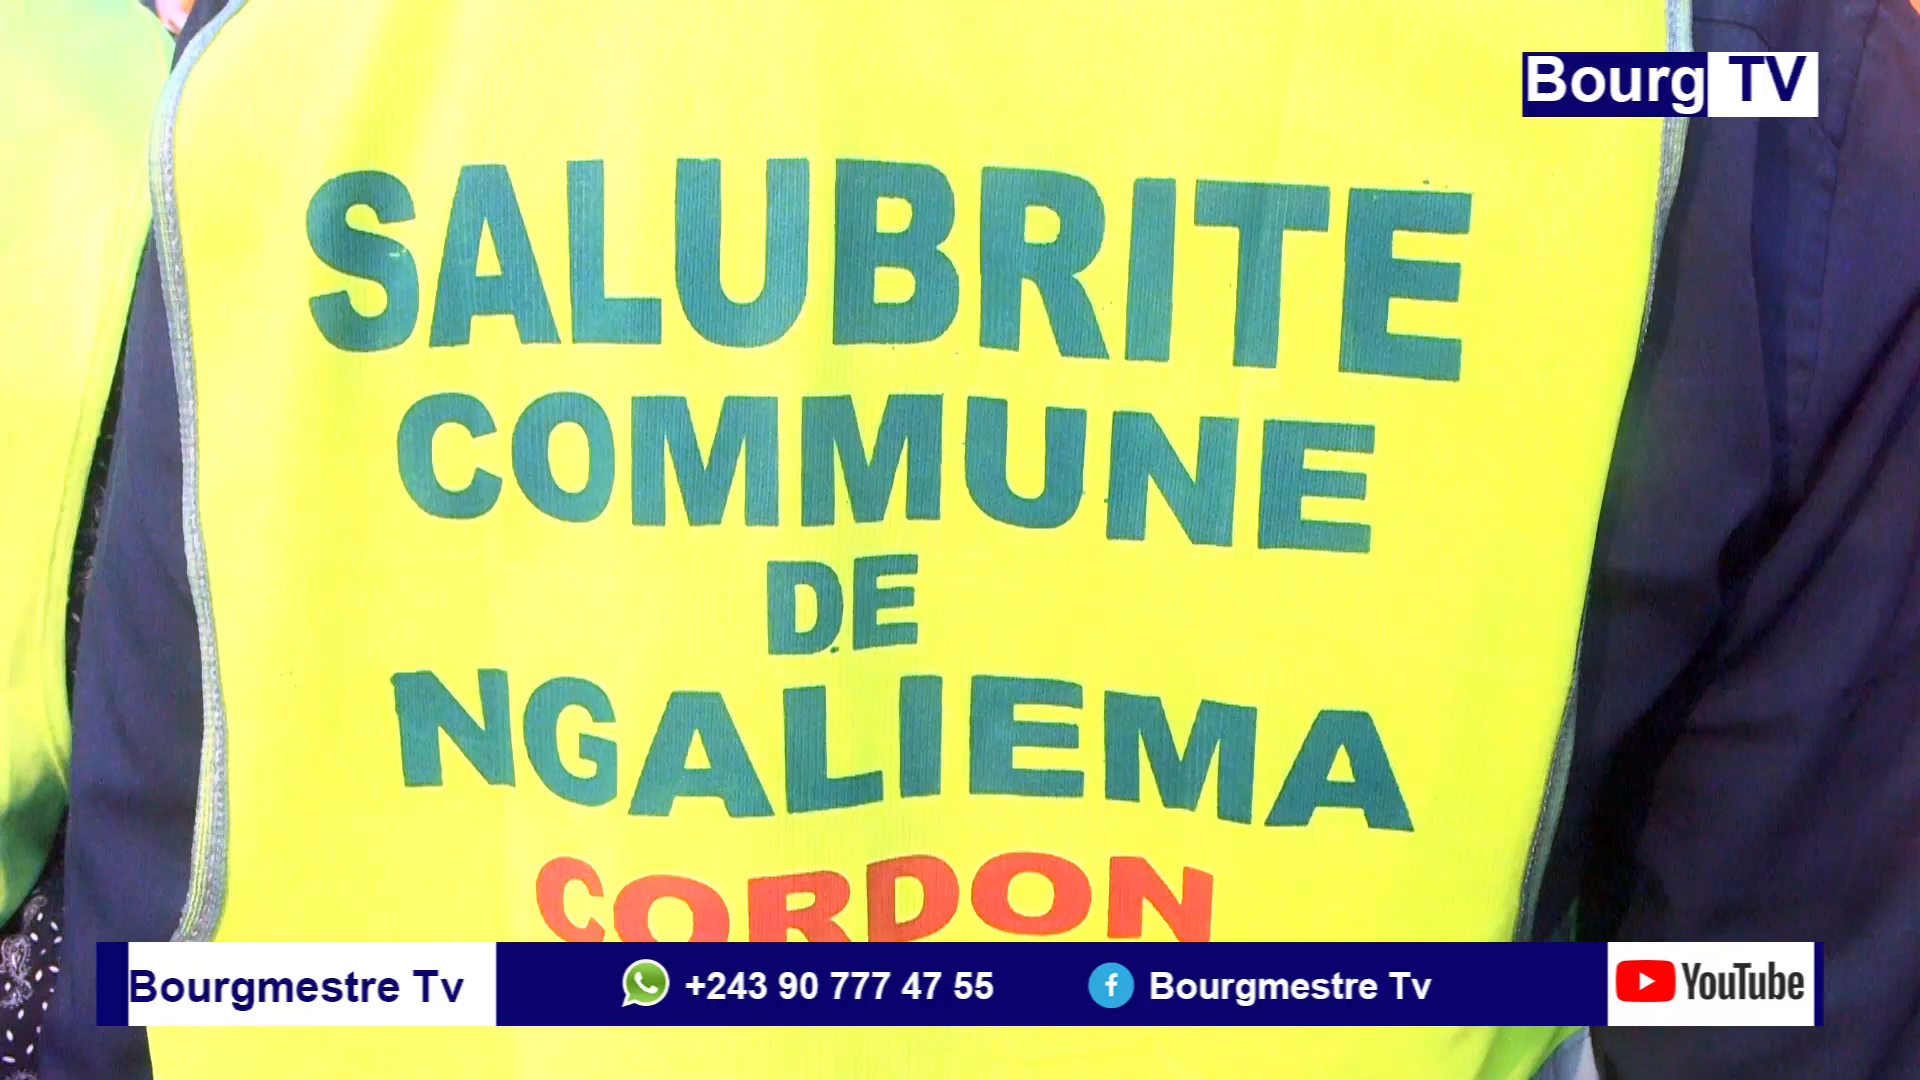 Bourg TV
SALUBRITE
COMMUNE
DE
NGALIEMA
CORDON
Bourgmestre Tv
+243 90 777 47 55
Bourgmestre Tv
YouTube